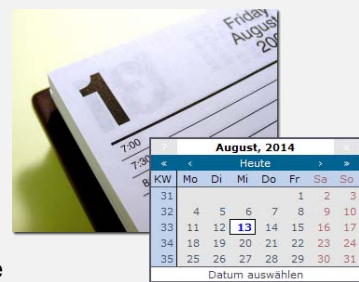 Friday
August
200
1
7:00
7:30
8
? August, 2014 ×
« ‹ Heute › »
KW Mo Di Mi Do Fr Sa So
31 1 2 3
32 4 5 6 7 8 9 10
33 11 12 13 14 15 16 17
34 18 19 20 21 22 23 24
35 25 26 27 28 29 30 31
Datum auswählen
e